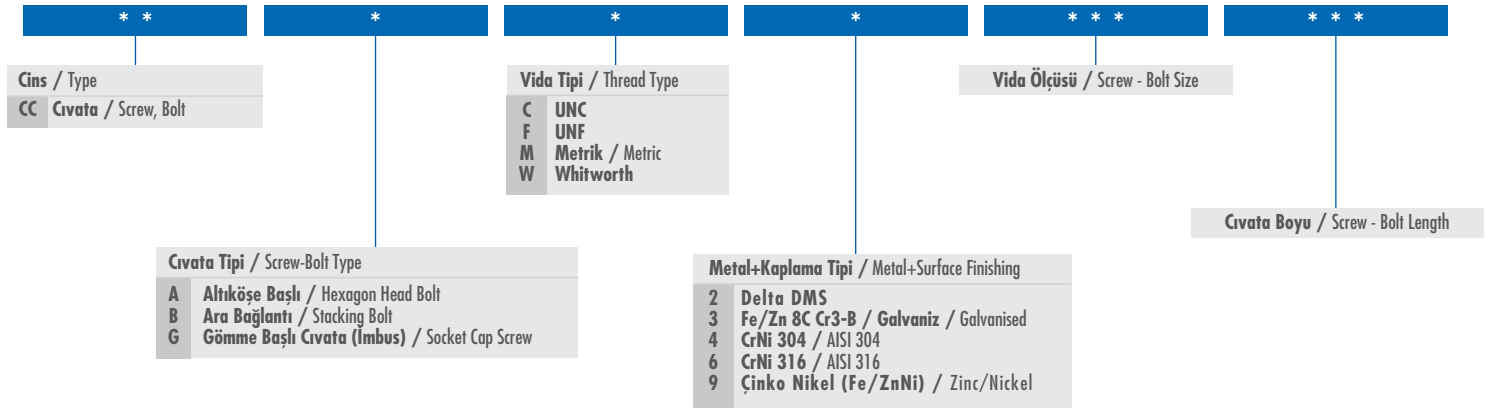 * * * * * * * * * * *
Cins / Type
CC Cıvata / Screw, Bolt
Vida Tipi / Thread Type
C UNC
F UNF
M Metrik / Metric
W Whitworth
Vida Ölçüsü / Screw - Bolt Size
Cıvata Boyu / Screw - Bolt Length
Cıvata Tipi / Screw-Bolt Type
A Altıköşe Başlı / Hexagon Head Bolt
B Ara Bağlantı / Stacking Bolt
G Gömme Başlı Cıvata (İmbus) / Socket Cap Screw
Metal+Kaplama Tipi / Metal+Surface Finishing
2 Delta DMS
3 Fe/Zn 8C Cr3-B / Galvaniz / Galvanised
4 CrNi 304 / AISI 304
6 CrNi 316 / AISI 316
9 Çinko Nikel (Fe/ZnNi) / Zinc/Nickel